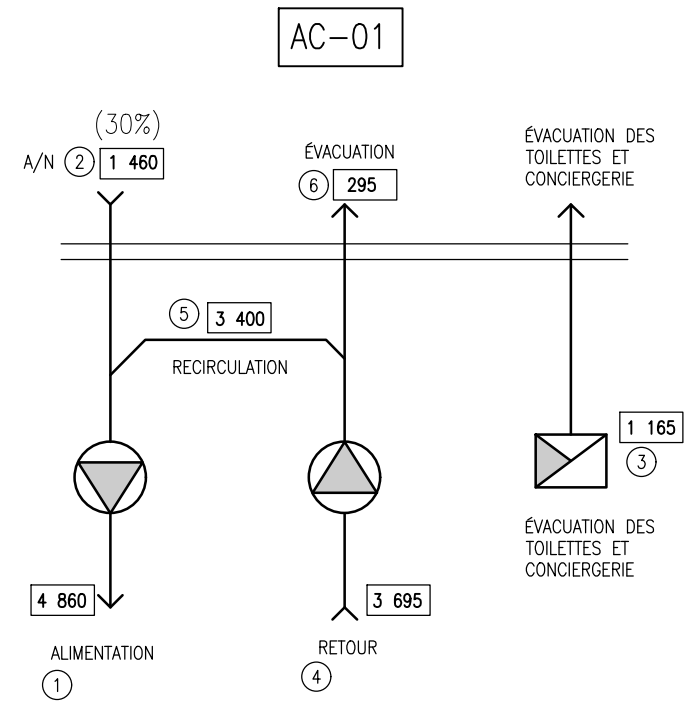 AC-01
(30%)
A/N 2 1 460
ÉVACUATION
6 295
ÉVACUATION DES
TOILETTES ET
CONCIERGERIE
5 3 400
RECIRCULATION
1 165
3
ÉVACUATION DES
TOILETTES ET
CONCIERGERIE
4 860
ALIMENTATION
1
3 695
RETOUR
4